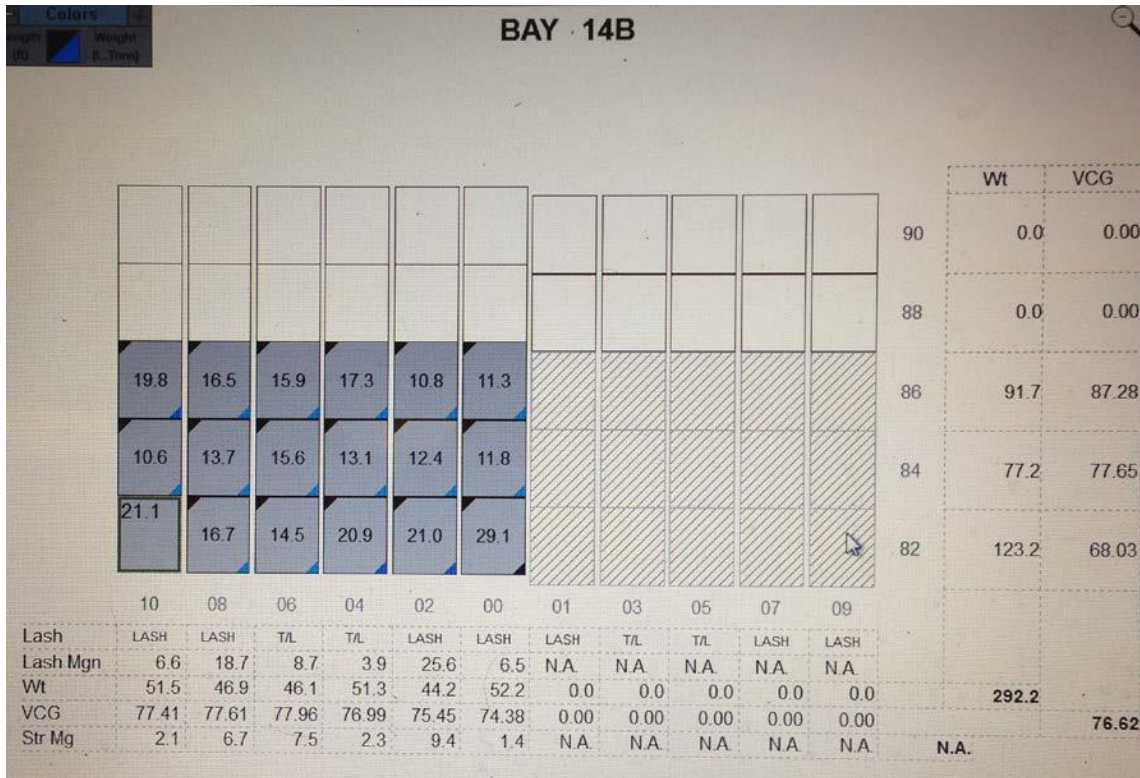 Colors
Length Weight
(ft) (L.Tons)
BAY - 14B
Wt VCG
90 0.0 0.00
88 0.0 0.00
19.8 16.5 15.9 17.3 10.8 11.3 86 91.7 87.28
10.6 13.7 15.6 13.1 12.4 11.8 84 77.2 77.65
21.1 16.7 14.5 20.9 21.0 29.1 82 123.2 68.03
10 08 06 04 02 00 01 03 05 07 09
Lash LASH LASH T/L T/L LASH LASH LASH T/L T/L LASH LASH
Lash Mgn 6.6 18.7 8.7 3.9 25.6 6.5 N.A. N.A. N.A. N.A. N.A.
Wt 51.5 46.9 46.1 51.3 44.2 52.2 0.0 0.0 0.0 0.0 0.0 292.2
VCG 77.41 77.61 77.96 76.99 75.45 74.38 0.00 0.00 0.00 0.00 0.00 76.62
Str Mg 2.1 6.7 7.5 2.3 9.4 1.4 N.A. N.A. N.A. N.A. N.A. N.A.